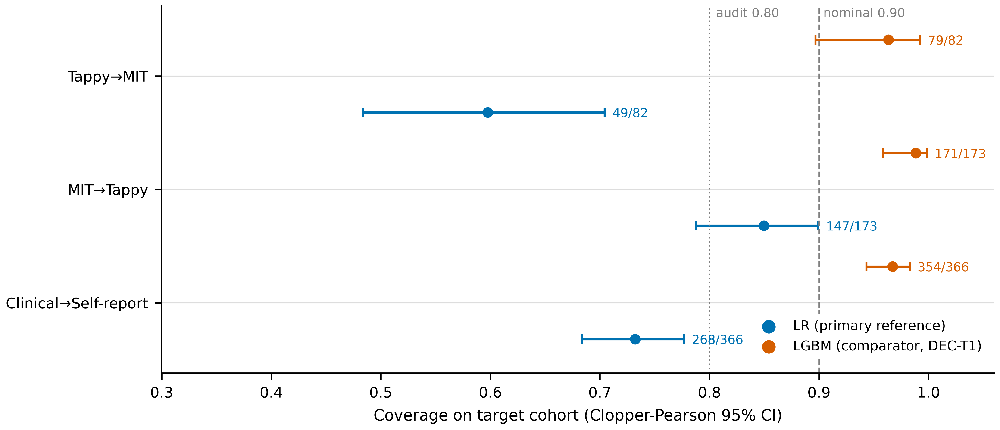 audit 0.80
nominal 0.90
79/82
Tappy→MIT
49/82
171/173
MIT→Tappy
147/173
354/366
Clinical→Self-report
LR (primary reference)
268/366
LGBM (comparator, DEC-T1)
0.3 0.4 0.5 0.6 0.7 0.8 0.9 1.0
Coverage on target cohort (Clopper-Pearson 95% CI)